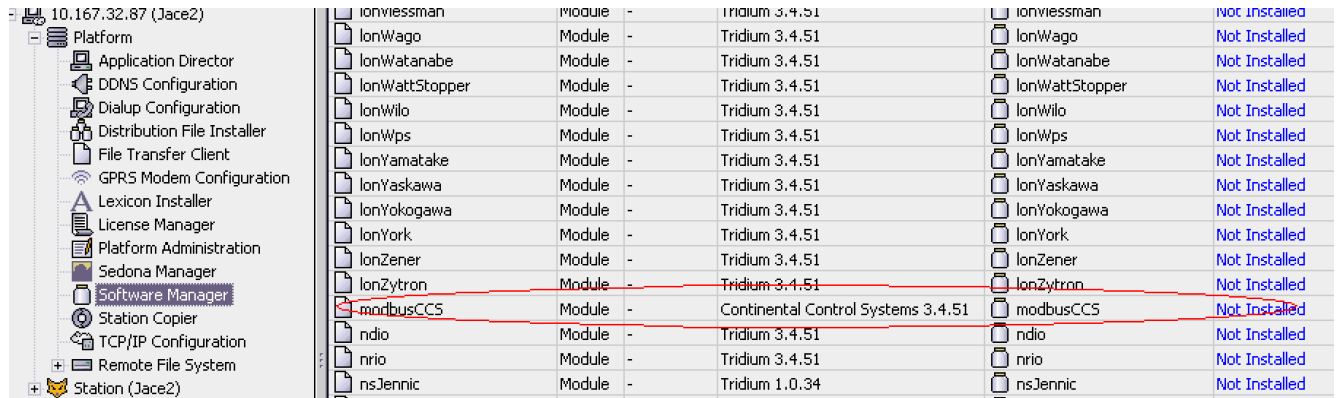 10.167.32.87 (Jace2)
Platform
Application Director
DDNS Configuration
Dialup Configuration
Distribution File Installer
File Transfer Client
GPRS Modem Configuration
Lexicon Installer
License Manager
Platform Administration
Sedona Manager
Software Manager
Station Copier
TCP/IP Configuration
Remote File System
Station (Jace2)
lonViessman Module - Tridium 3.4.51 lonViessman Not Installed
lonWago Module - Tridium 3.4.51 lonWago Not Installed
lonWatanabe Module - Tridium 3.4.51 lonWatanabe Not Installed
lonWattStopper Module - Tridium 3.4.51 lonWattStopper Not Installed
lonWilo Module - Tridium 3.4.51 lonWilo Not Installed
lonWps Module - Tridium 3.4.51 lonWps Not Installed
lonYamatake Module - Tridium 3.4.51 lonYamatake Not Installed
lonYaskawa Module - Tridium 3.4.51 lonYaskawa Not Installed
lonYokogawa Module - Tridium 3.4.51 lonYokogawa Not Installed
lonYork Module - Tridium 3.4.51 lonYork Not Installed
lonZener Module - Tridium 3.4.51 lonZener Not Installed
lonZytron Module - Tridium 3.4.51 lonZytron Not Installed
modbusCCS Module - Continental Control Systems 3.4.51 modbusCCS Not Installed
ndio Module - Tridium 3.4.51 ndio Not Installed
nrio Module - Tridium 3.4.51 nrio Not Installed
nsJennic Module - Tridium 1.0.34 nsJennic Not Installed